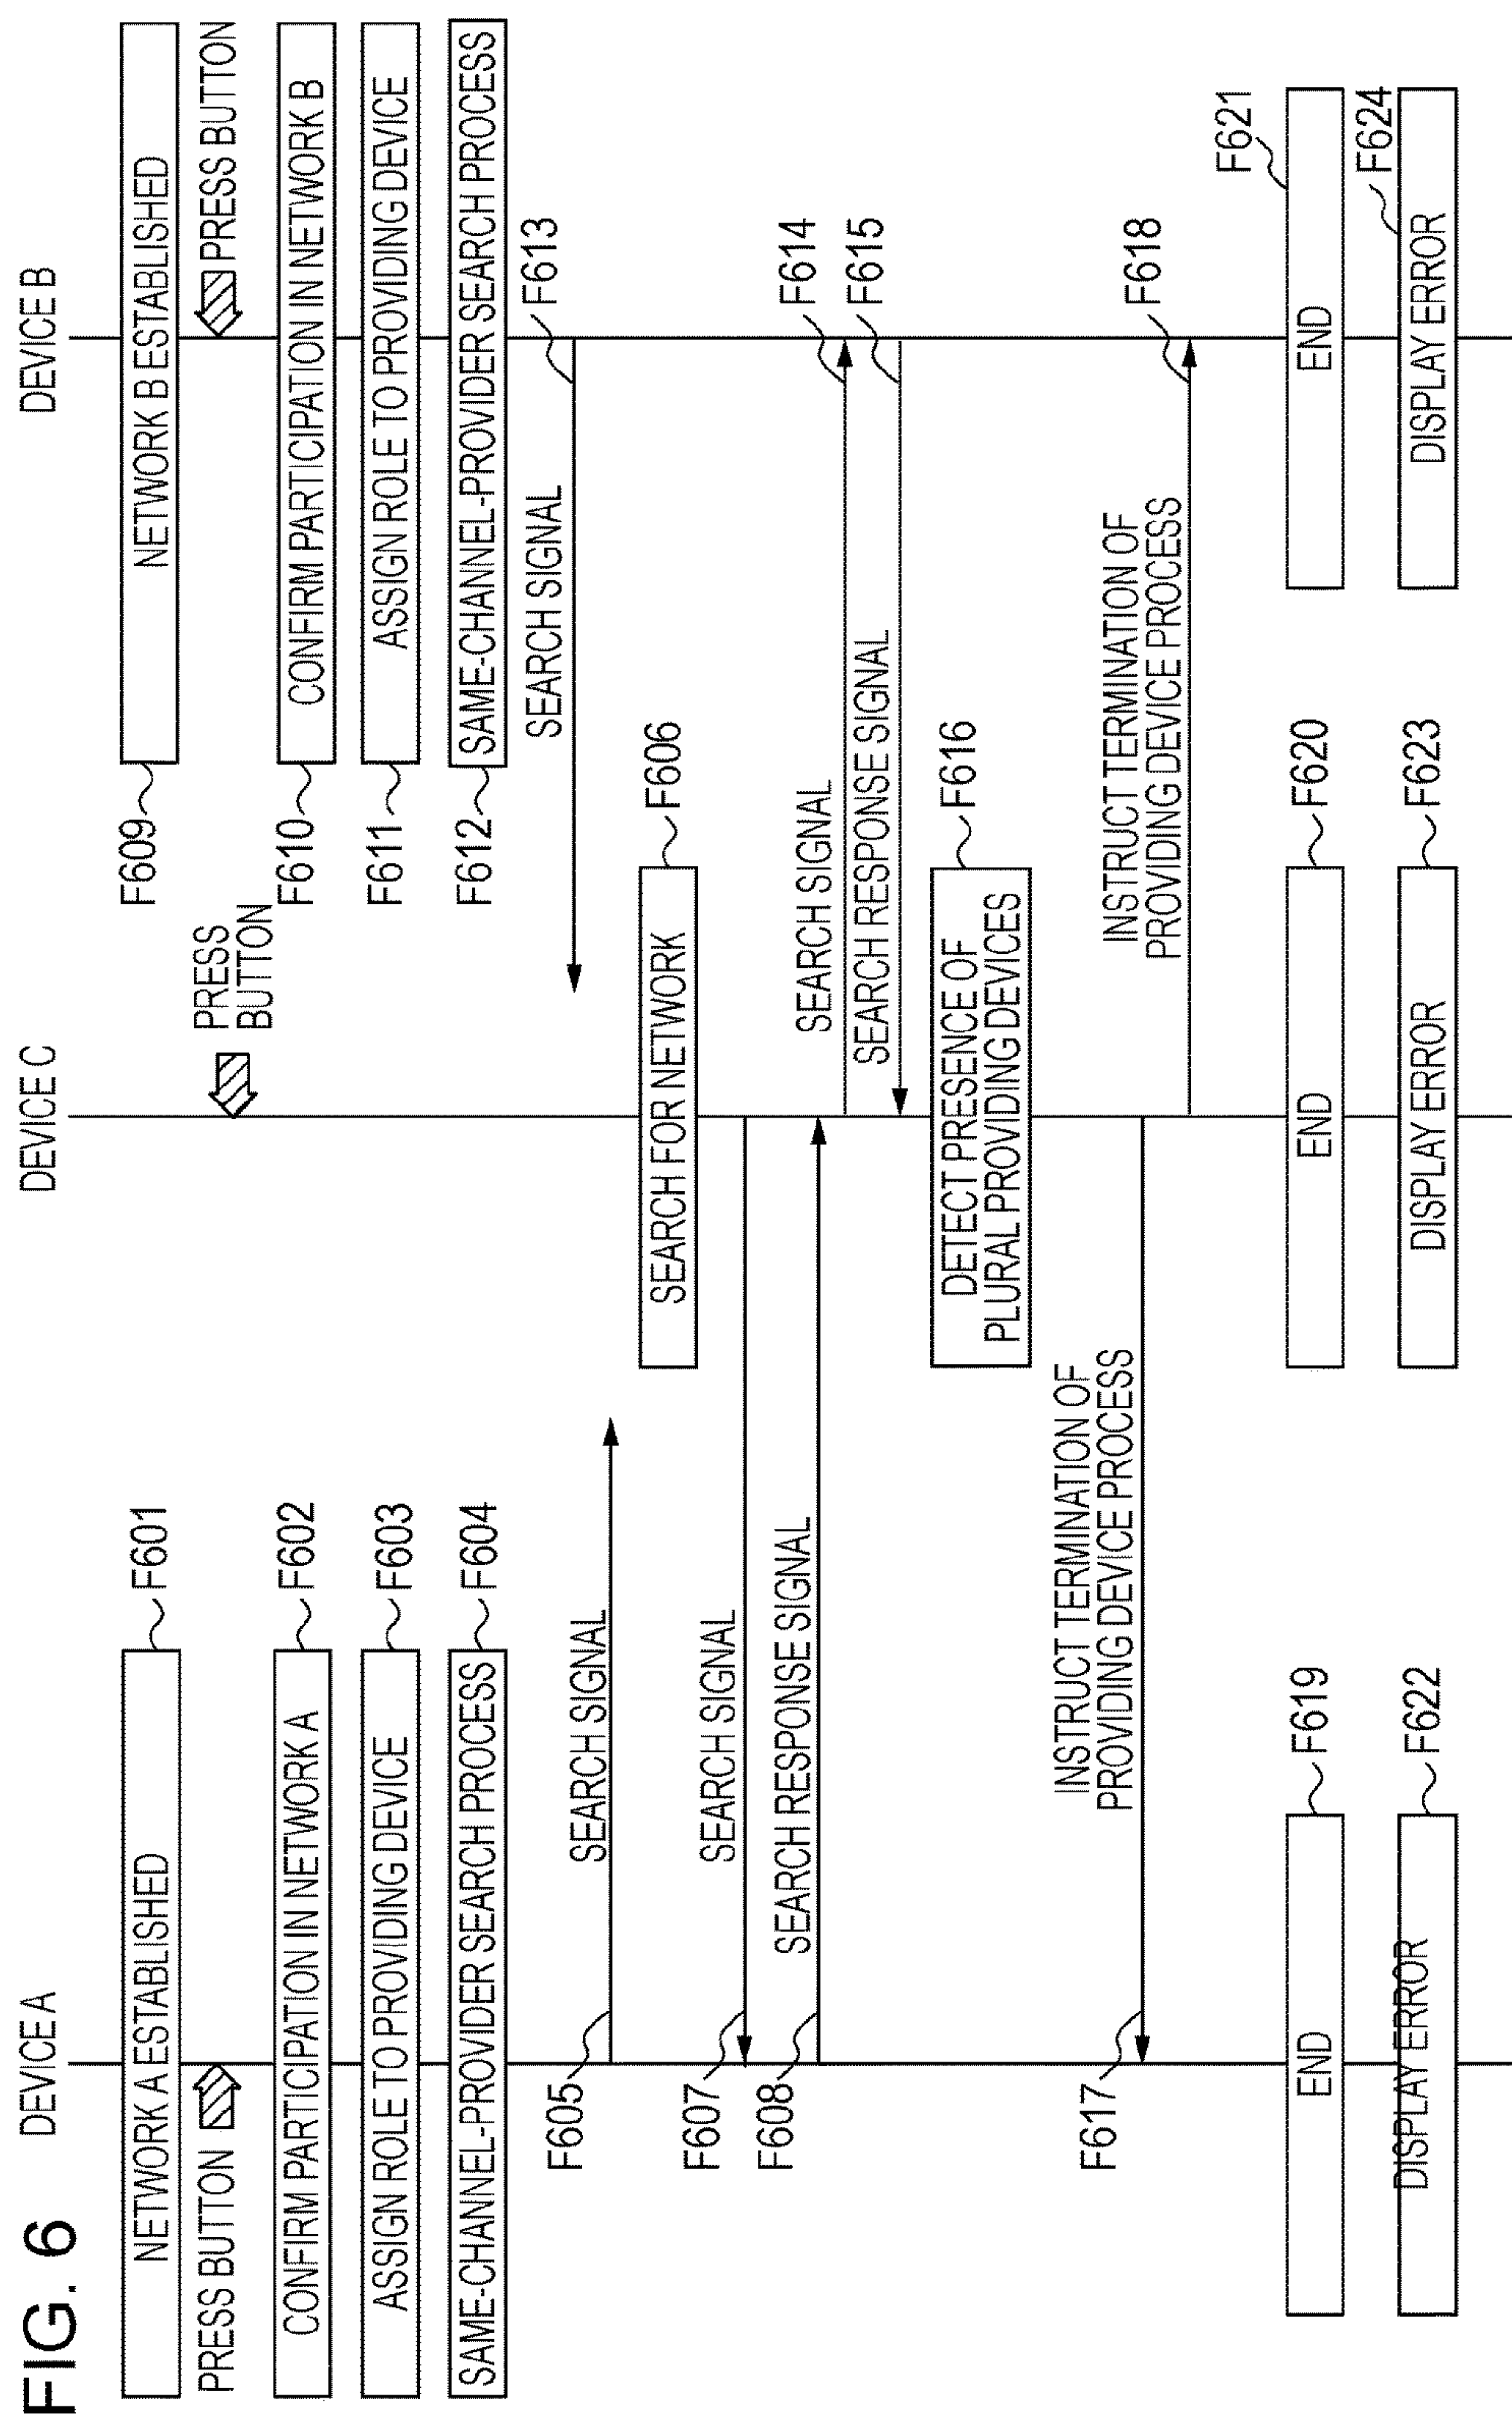 FIG. 6
DEVICE A
DEVICE C
DEVICE B
NETWORK A ESTABLISHED
F601
F609
NETWORK B ESTABLISHED
PRESS BUTTON
PRESS
BUTTON
PRESS BUTTON
CONFIRM PARTICIPATION IN NETWORK A
F602
F610
CONFIRM PARTICIPATION IN NETWORK B
ASSIGN ROLE TO PROVIDING DEVICE
F603
F611
ASSIGN ROLE TO PROVIDING DEVICE
SAME-CHANNEL-PROVIDER SEARCH PROCESS
F604
F612
SAME-CHANNEL-PROVIDER SEARCH PROCESS
SEARCH SIGNAL
F613
F605
SEARCH SIGNAL
SEARCH FOR NETWORK
F606
F607
SEARCH SIGNAL
F608
SEARCH RESPONSE SIGNAL
SEARCH SIGNAL
F614
SEARCH RESPONSE SIGNAL
F615
DETECT PRESENCE OF
PLURAL PROVIDING DEVICES
F616
F617
INSTRUCT TERMINATION OF
PROVIDING DEVICE PROCESS
INSTRUCT TERMINATION OF
PROVIDING DEVICE PROCESS
F618
END
F619
END
F620
END
F621
DISPLAY ERROR
F622
DISPLAY ERROR
F623
DISPLAY ERROR
F624